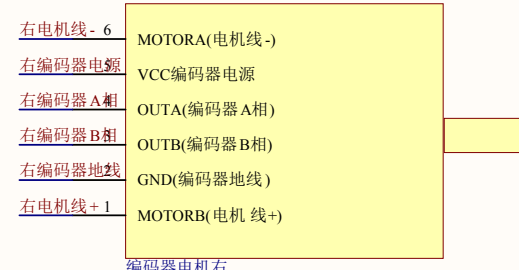 右电机线- 6 MOTORA(电机线-)
右编码器电源 5 VCC编码器电源
右编码器A相 4 OUTA(编码器A相)
右编码器B相 3 OUTB(编码器B相)
右编码器地线 2 GND(编码器地线)
右电机线+ 1 MOTORB(电机 线+)
编码器电机右